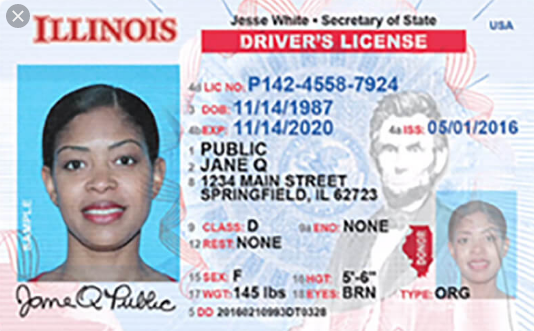 ILLINOIS
Jesse White • Secretary of State
USA
DRIVER'S LICENSE
4d LIC NO: P142-4558-7924
3 DOB: 11/14/1987
4b EXP: 11/14/2020
4a ISS: 05/01/2016
1 PUBLIC
2 JANE Q
8 1234 MAIN STREET
SPRINGFIELD, IL 62723
9 CLASS: D
9a END: NONE
12 REST: NONE
DONOR
15 SEX: F
16 HGT: 5'-6"
17 WGT: 145 lbs
18 EYES: BRN
TYPE: ORG
5 DD 20160210993DT0328
SAMPLE
Jane Q Public